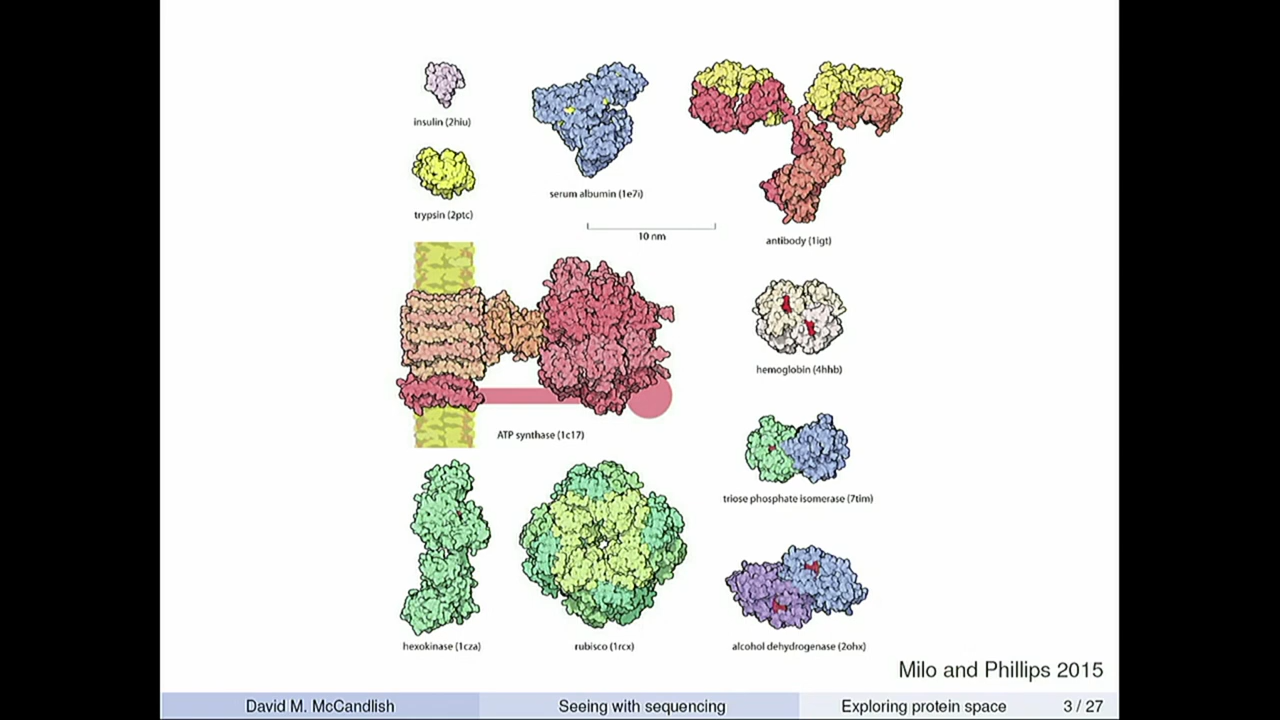 insulin (2hiu)
trypsin (2ptc)
serum albumin (1e7i)
10 nm
antibody (1igt)
ATP synthase (1c17)
hemoglobin (4hhb)
triose phosphate isomerase (7tim)
hexokinase (1cza)
rubisco (1rcx)
alcohol dehydrogenase (2ohx)
Milo and Phillips 2015
David M. McCandlish
Seeing with sequencing
Exploring protein space
3 / 27